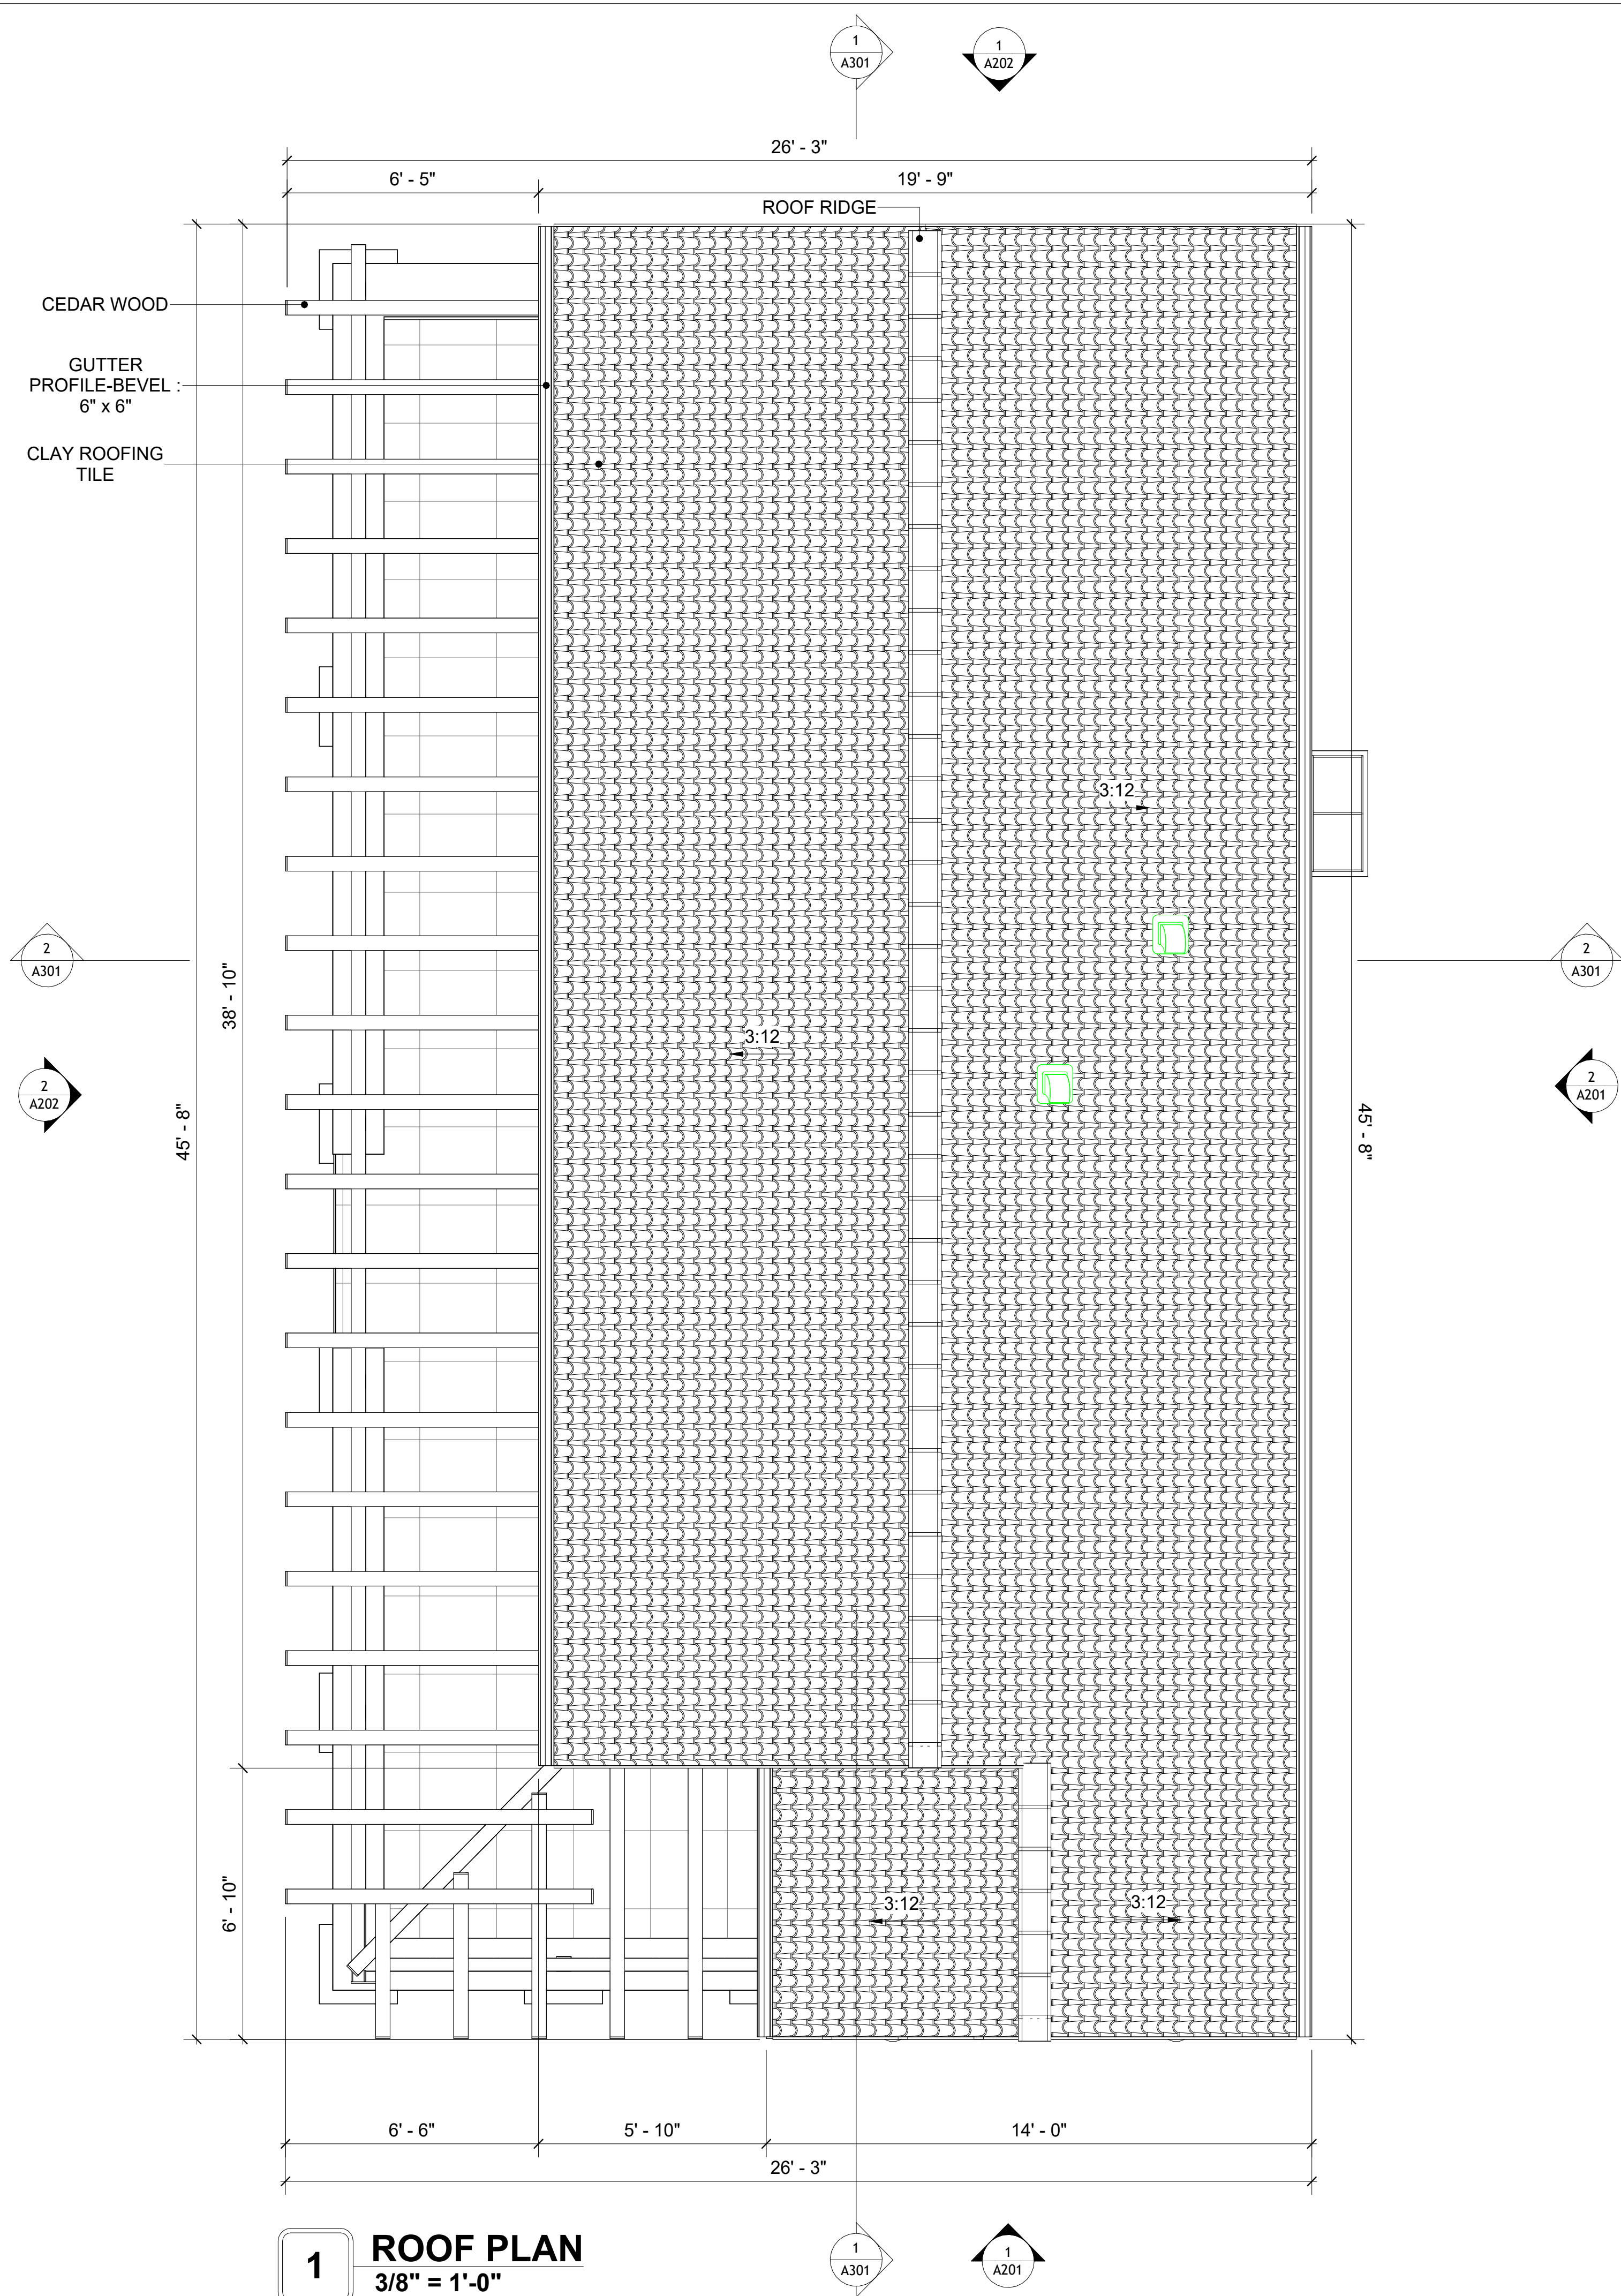 1
A301
1
A202
26' - 3"
6' - 5"
19' - 9"
ROOF RIDGE
CEDAR WOOD
GUTTER
PROFILE-BEVEL :
6" x 6"
CLAY ROOFING
TILE
3:12
2
A301
38' - 10"
2
A301
3:12
2
A202
45' - 8"
45' - 8"
2
A201
6' - 10"
3:12
3:12
6' - 6"
5' - 10"
14' - 0"
26' - 3"
1
ROOF PLAN
3/8" = 1'-0"
1
A301
1
A201